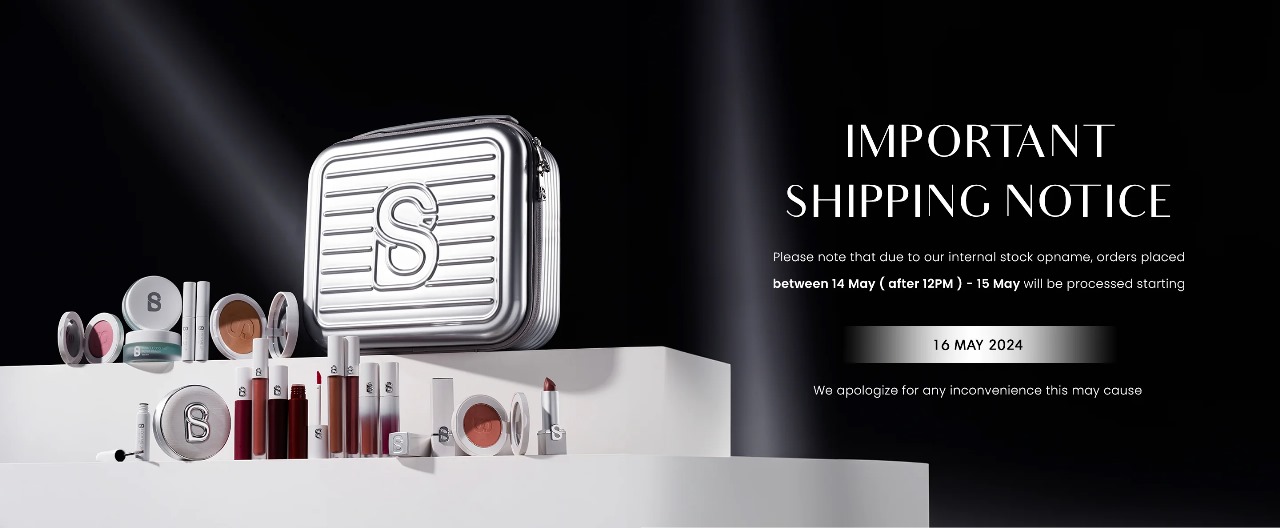 IMPORTANT
SHIPPING NOTICE
Please note that due to our internal stock opname, orders placed
between 14 May ( after 12PM ) - 15 May will be processed starting
16 MAY 2024
We apologize for any inconvenience this may cause